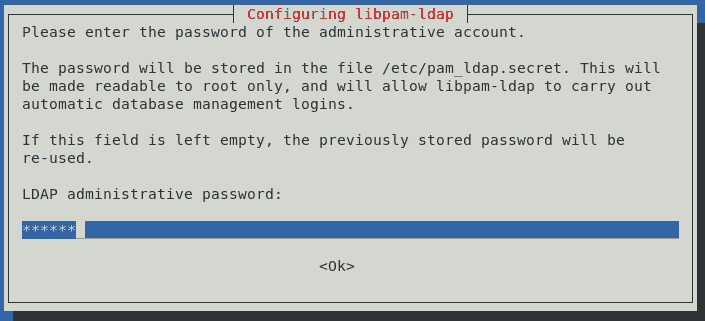 Configuring libpam-ldap
Please enter the password of the administrative account.
The password will be stored in the file /etc/pam_ldap.secret. This will
be made readable to root only, and will allow libpam-ldap to carry out
automatic database management logins.
If this field is left empty, the previously stored password will be
re-used.
LDAP administrative password:
******
<Ok>